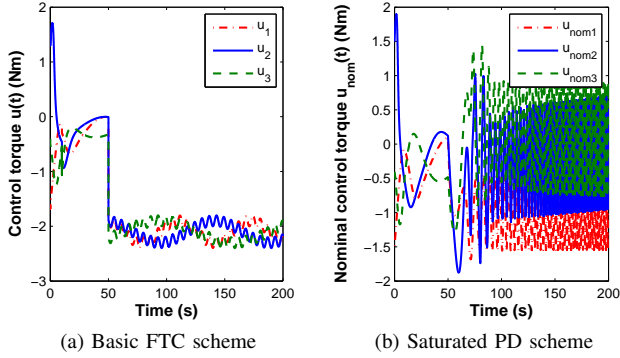 Control torque u(t) (Nm)
2
1
0
−1
−2
−3
0
50
100
150
200
Time (s)
u1
u2
u3
(a) Basic FTC scheme
Nominal control torque unom(t) (Nm)
2
1.5
1
0.5
0
−0.5
−1
−1.5
−2
0
50
100
150
200
Time (s)
unom1
unom2
unom3
(b) Saturated PD scheme